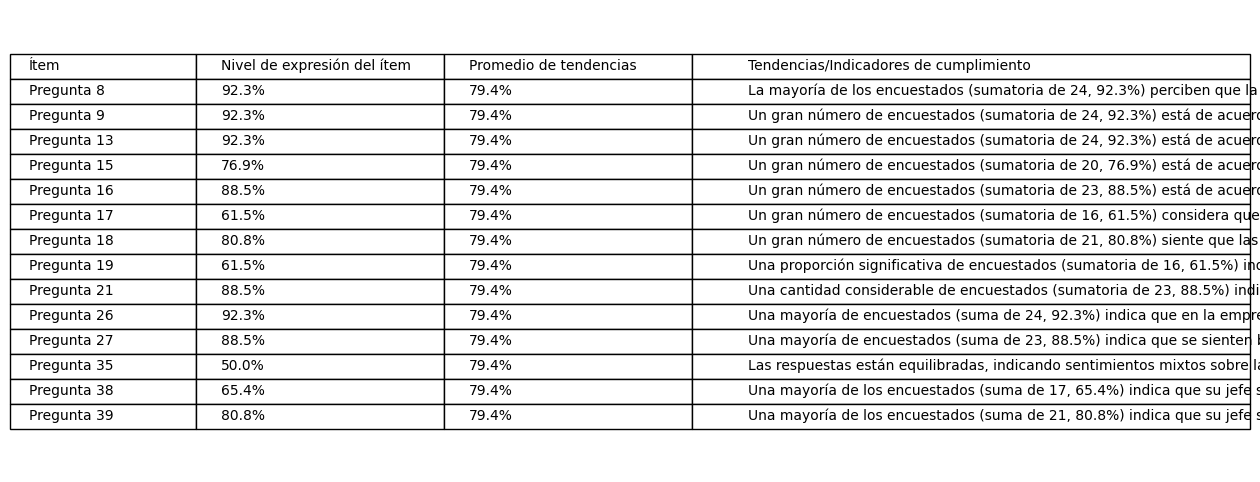 Ítem Nivel de expresión del ítem Promedio de tendencias Tendencias/Indicadores de cumplimiento
Pregunta 8 92.3% 79.4% La mayoría de los encuestados (sumatoria de 24, 92.3%) perciben que la
Pregunta 9 92.3% 79.4% Un gran número de encuestados (sumatoria de 24, 92.3%) está de
Pregunta 13 92.3% 79.4% Un gran número de encuestados (sumatoria de 24, 92.3%) está de
Pregunta 15 76.9% 79.4% Un gran número de encuestados (sumatoria de 20, 76.9%) está de
Pregunta 16 88.5% 79.4% Un gran número de encuestados (sumatoria de 23, 88.5%) está de
Pregunta 17 61.5% 79.4% Un gran número de encuestados (sumatoria de 16, 61.5%) considera que
Pregunta 18 80.8% 79.4% Un gran número de encuestados (sumatoria de 21, 80.8%) siente que las
Pregunta 19 61.5% 79.4% Una proporción significativa de encuestados (sumatoria de 16, 61.5%)
Pregunta 21 88.5% 79.4% Una cantidad considerable de encuestados (sumatoria de 23, 88.5%)
Pregunta 26 92.3% 79.4% Una mayoría de encuestados (suma de 24, 92.3%) indica que en la
Pregunta 27 88.5% 79.4% Una mayoría de encuestados (suma de 23, 88.5%) indica que se sienten
Pregunta 35 50.0% 79.4% Las respuestas están equilibradas, indicando sentimientos mixtos sobre
Pregunta 38 65.4% 79.4% Una mayoría de los encuestados (suma de 17, 65.4%) indica que su jefe
Pregunta 39 80.8% 79.4% Una mayoría de los encuestados (suma de 21, 80.8%) indica que su jefe